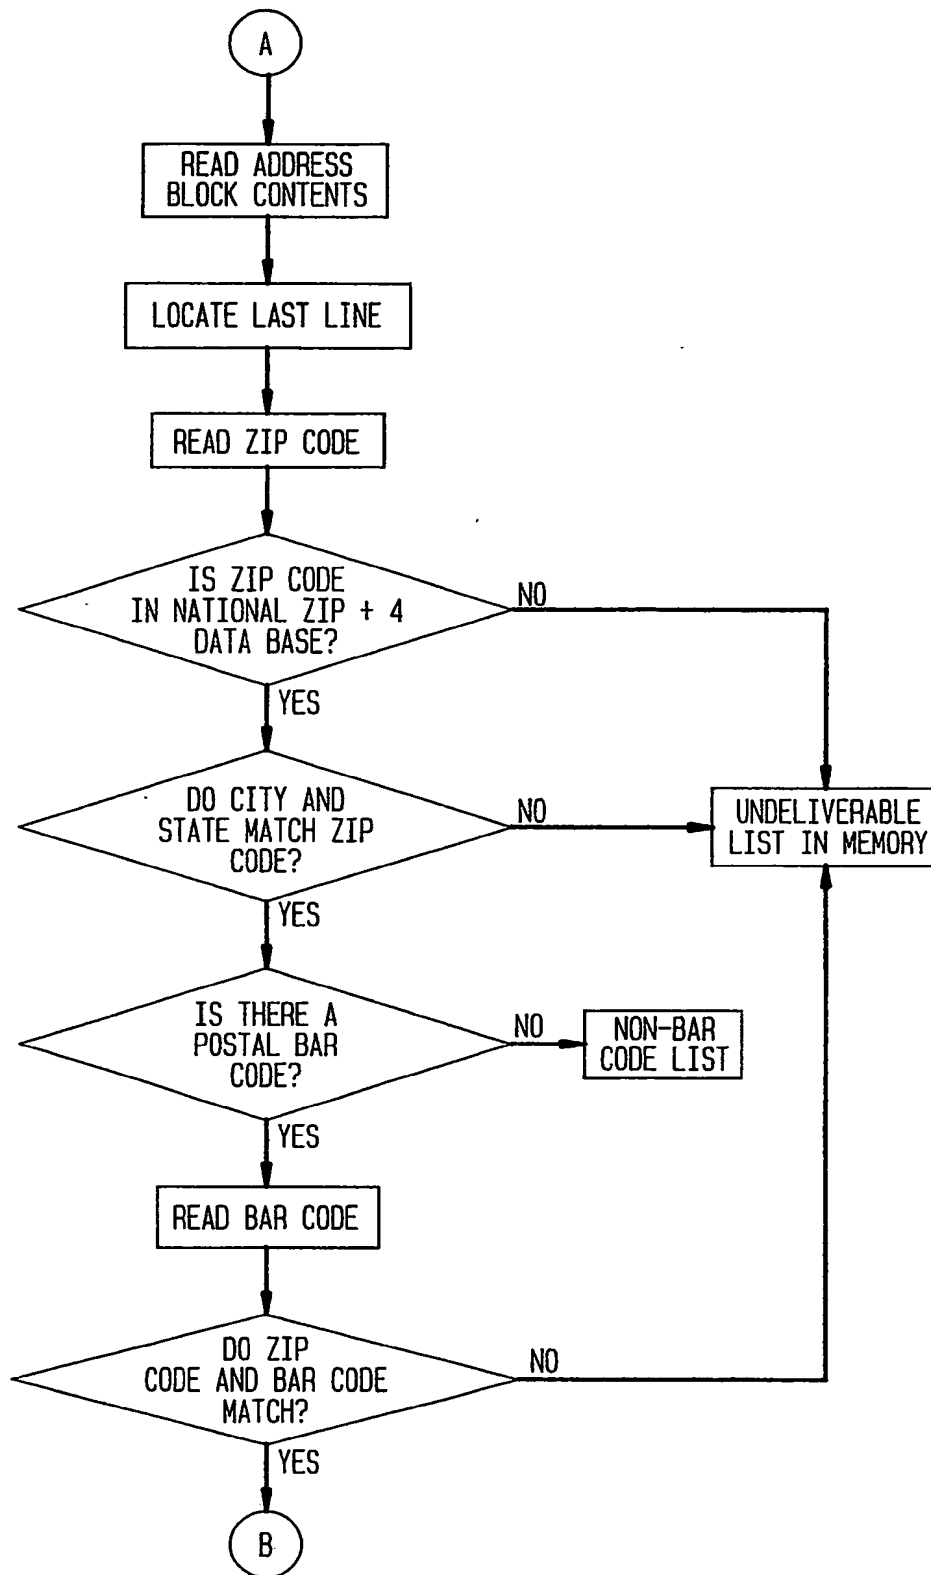 A
READ ADDRESS
BLOCK CONTENTS
LOCATE LAST LINE
READ ZIP CODE
IS ZIP CODE
IN NATIONAL ZIP + 4
DATA BASE?
NO
YES
DO CITY AND
STATE MATCH ZIP
CODE?
NO
UNDELIVERABLE
LIST IN MEMORY
YES
IS THERE A
POSTAL BAR
CODE?
NO
NON-BAR
CODE LIST
YES
READ BAR CODE
DO ZIP
CODE AND BAR CODE
MATCH?
NO
YES
B